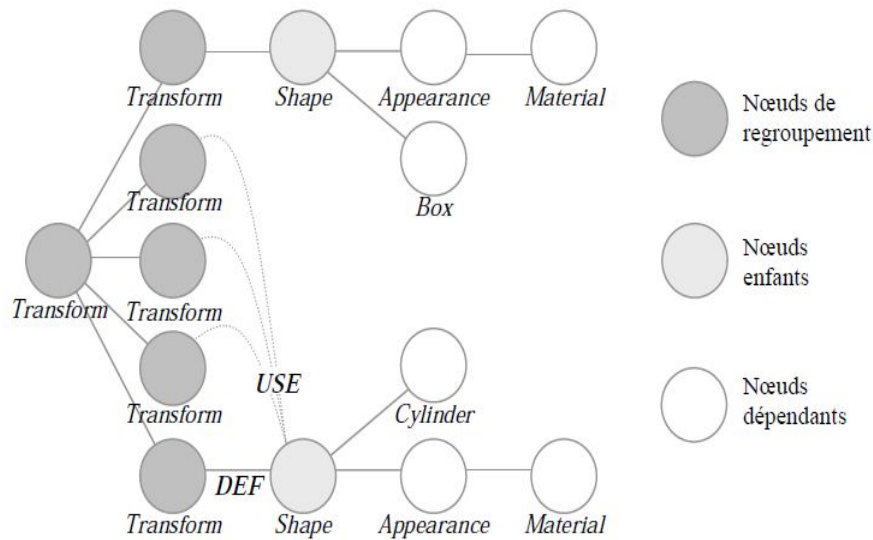 Transform
Shape
Appearance
Material
Transform
Box
Transform
Transform
Transform
USE
Cylinder
DEF
Transform
Shape
Appearance
Material
Nœuds de
regroupement
Nœuds
enfants
Nœuds
dépendants